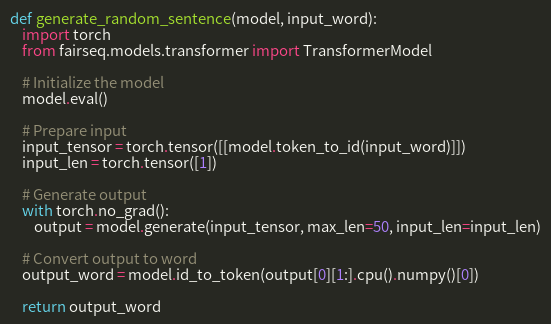 def generate_random_sentence(model, input_word):
    import torch
    from fairseq.models.transformer import TransformerModel

    # Initialize the model
    model.eval()

    # Prepare input
    input_tensor = torch.tensor([[model.token_to_id(input_word)]])
    input_len = torch.tensor([1])

    # Generate output
    with torch.no_grad():
        output = model.generate(input_tensor, max_len=50, input_len=input_len)

    # Convert output to word
    output_word = model.id_to_token(output[0][1:].cpu().numpy()[0])

    return output_word